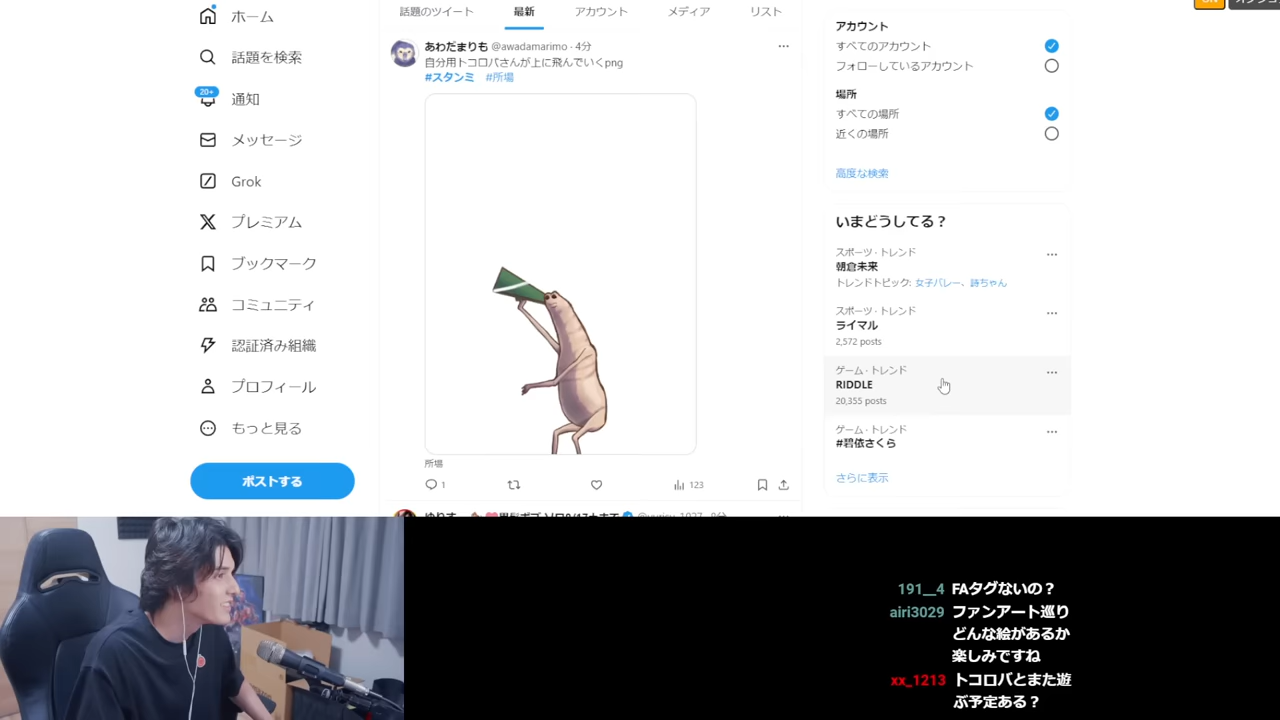 ホーム
話題を検索
20+
通知
メッセージ
Grok
プレミアム
ブックマーク
コミュニティ
認証済み組織
プロフィール
もっと見る
ポストする
話題のツイート 最新 アカウント メディア リスト
あわだまりも @awadamarimo · 4分
自分用トコロバさんが上に飛んでいくpng
#スタンミ #所場
所場
1
123
アカウント
すべてのアカウント
フォローしているアカウント
場所
すべての場所
近くの場所
高度な検索
いまどうしてる？
スポーツ · トレンド
朝倉未来
トレンドトピック: 女子バレー、詩ちゃん
スポーツ · トレンド
ライマル
2,572 posts
ゲーム · トレンド
RIDDLE
20,355 posts
ゲーム · トレンド
#碧依さくら
さらに表示
191__4 FAタグないの？
airi3029 ファンアート巡り
どんな絵があるか
楽しみですね
xx_1213 トコロバとまた遊
ぶ予定ある？